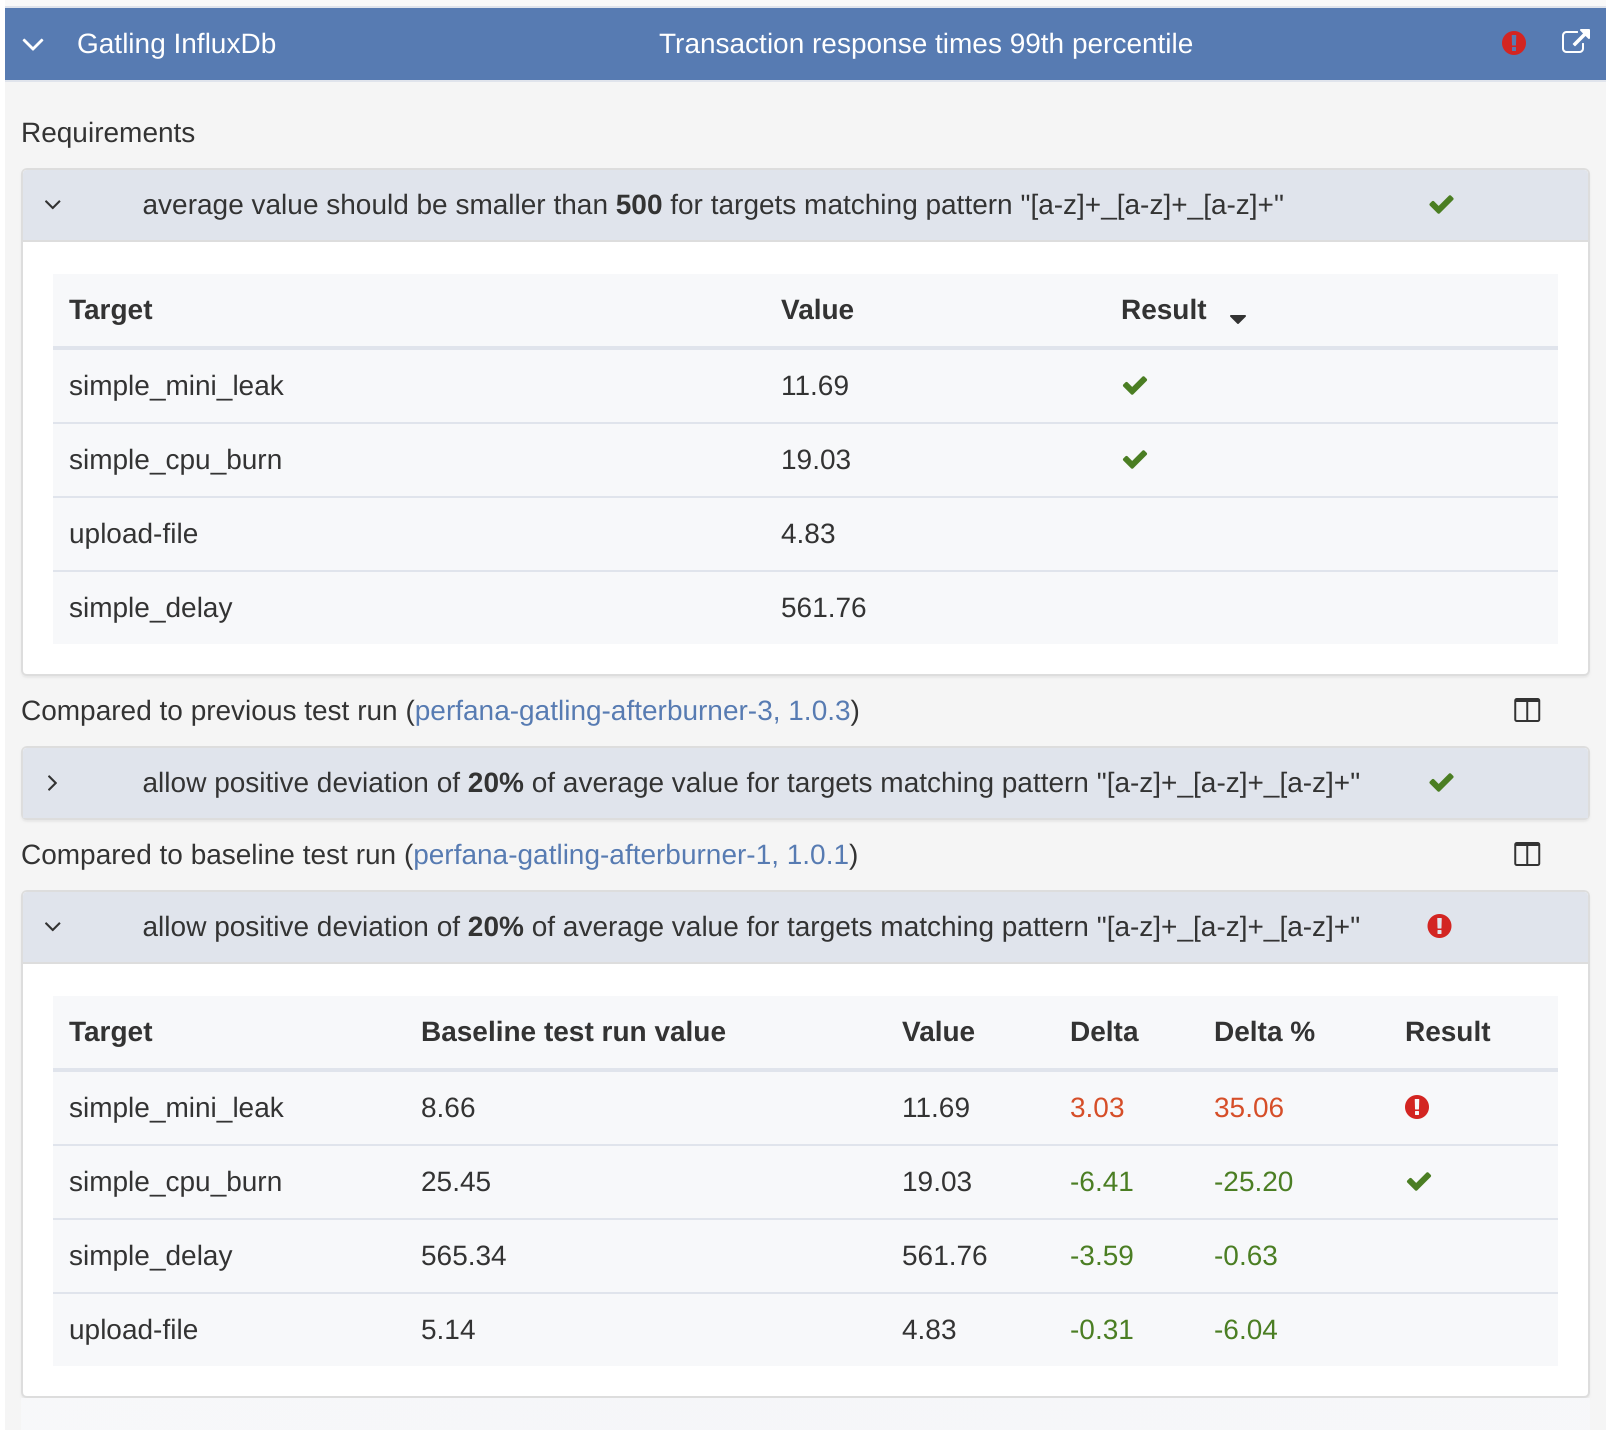 Gatling InfluxDb Transaction response times 99th percentile
Requirements
average value should be smaller than 500 for targets matching pattern "[a-z]+_[a-z]+_[a-z]+"
Target Value Result
simple_mini_leak 11.69
simple_cpu_burn 19.03
upload-file 4.83
simple_delay 561.76
Compared to previous test run (perfana-gatling-afterburner-3, 1.0.3)
allow positive deviation of 20% of average value for targets matching pattern "[a-z]+_[a-z]+_[a-z]+"
Compared to baseline test run (perfana-gatling-afterburner-1, 1.0.1)
allow positive deviation of 20% of average value for targets matching pattern "[a-z]+_[a-z]+_[a-z]+"
Target Baseline test run value Value Delta Delta % Result
simple_mini_leak 8.66 11.69 3.03 35.06
simple_cpu_burn 25.45 19.03 -6.41 -25.20
simple_delay 565.34 561.76 -3.59 -0.63
upload-file 5.14 4.83 -0.31 -6.04